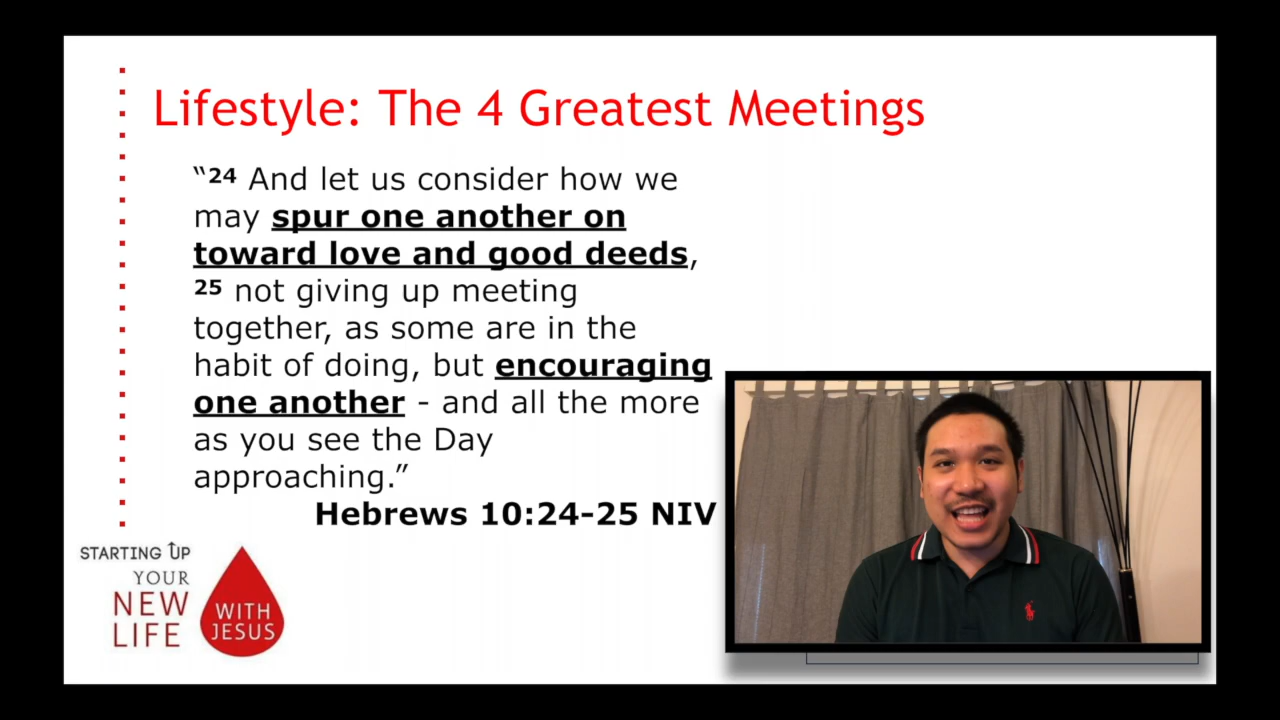 Lifestyle: The 4 Greatest Meetings
“24 And let us consider how we
may spur one another on
toward love and good deeds,
25 not giving up meeting
together, as some are in the
habit of doing, but encouraging
one another - and all the more
as you see the Day
approaching.”
Hebrews 10:24-25 NIV
STARTING UP
YOUR
NEW
LIFE
WITH
JESUS